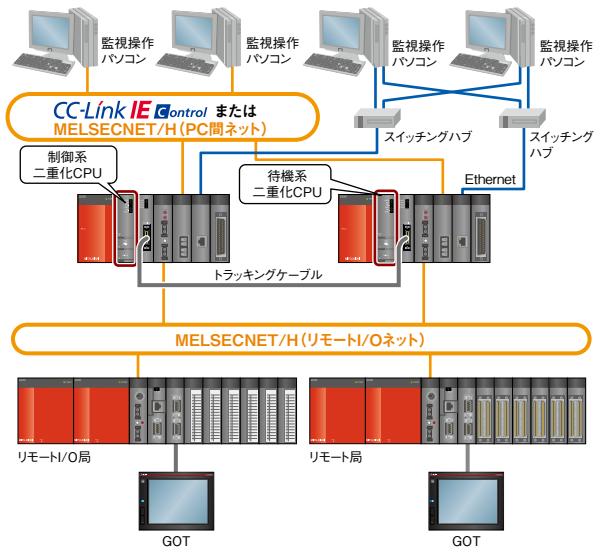 監視操作
パソコン
監視操作
パソコン
監視操作
パソコン
監視操作
パソコン
CC-Link IE Control または
MELSECNET/H(PC間ネット)
スイッチングハブ
スイッチング
ハブ
制御系
二重化CPU
待機系
二重化CPU
Ethernet
トラッキングケーブル
MELSECNET/H(リモートI/Oネット)
リモートI/O局
リモート局
GOT
GOT